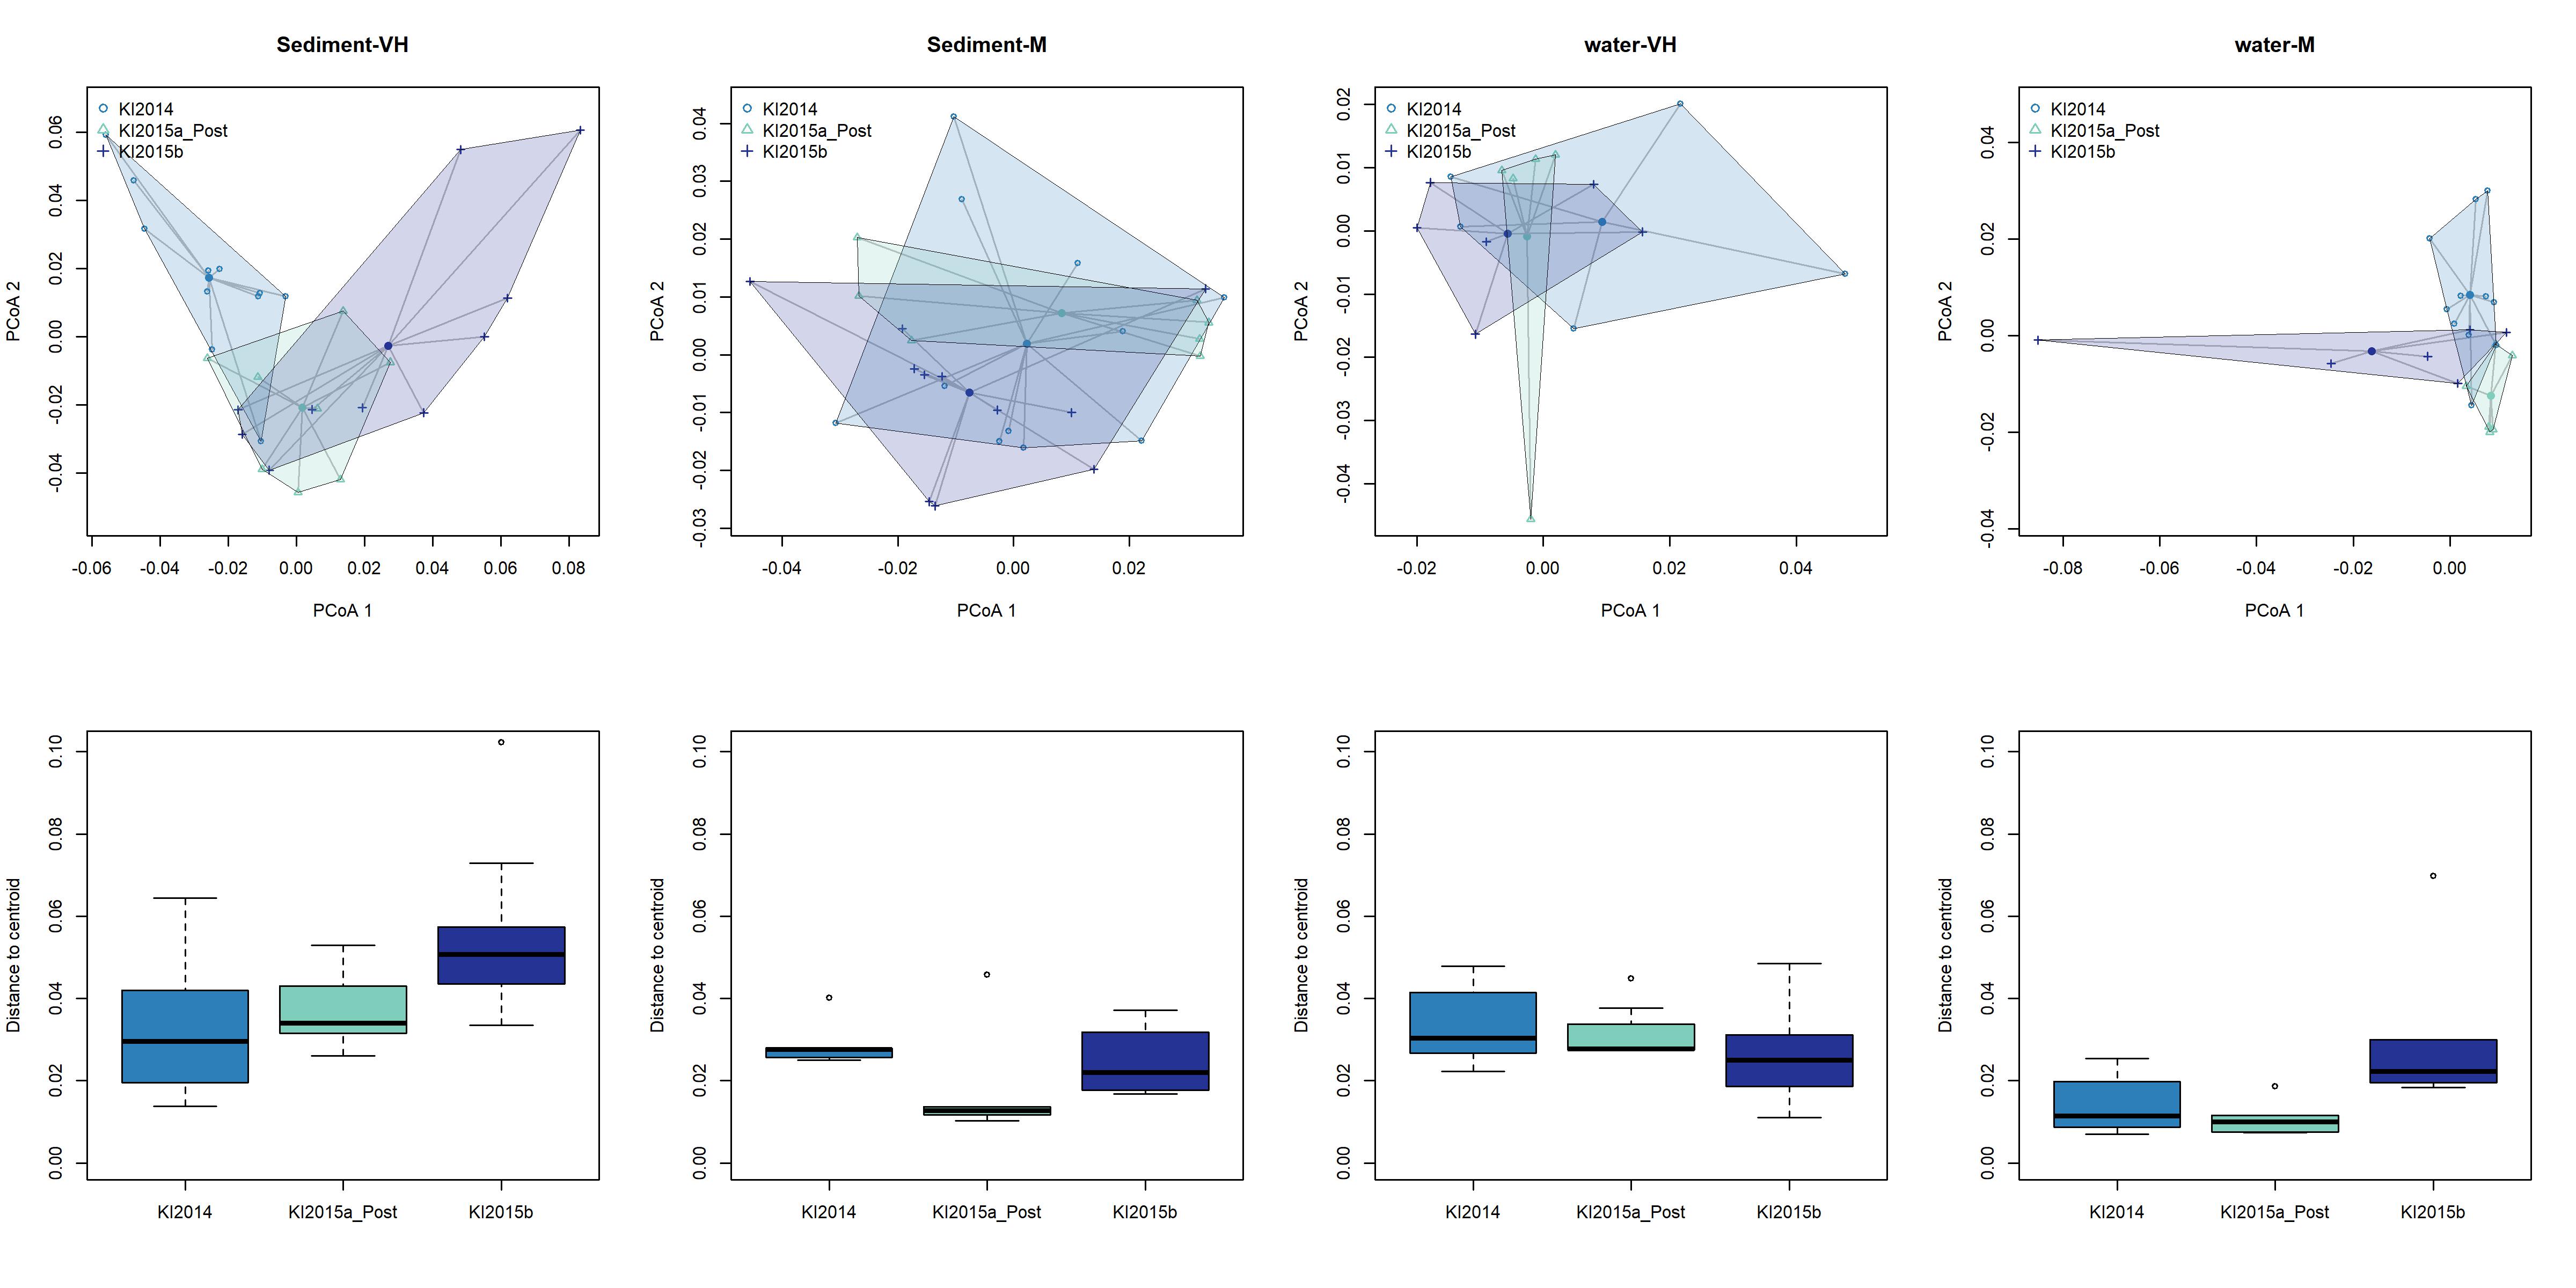 Sediment-VH
Sediment-M
water-VH
water-M
KI2014
KI2015a_Post
KI2015b
PCoA 2
0.06
0.04
0.02
0.00
-0.02
-0.04
-0.06 -0.04 -0.02 0.00 0.02 0.04 0.06 0.08
PCoA 1
KI2014
KI2015a_Post
KI2015b
PCoA 2
0.04
0.03
0.02
0.01
0.00
-0.01
-0.02
-0.03
-0.04 -0.02 0.00 0.02
PCoA 1
KI2014
KI2015a_Post
KI2015b
PCoA 2
0.02
0.01
0.00
-0.01
-0.02
-0.03
-0.04
-0.02 0.00 0.02 0.04
PCoA 1
KI2014
KI2015a_Post
KI2015b
PCoA 2
0.04
0.02
0.00
-0.02
-0.04
-0.08 -0.06 -0.04 -0.02 0.00
PCoA 1
Distance to centroid
0.10
0.08
0.06
0.04
0.02
0.00
KI2014 KI2015a_Post KI2015b
Distance to centroid
0.10
0.08
0.06
0.04
0.02
0.00
KI2014 KI2015a_Post KI2015b
Distance to centroid
0.10
0.08
0.06
0.04
0.02
0.00
KI2014 KI2015a_Post KI2015b
Distance to centroid
0.10
0.08
0.06
0.04
0.02
0.00
KI2014 KI2015a_Post KI2015b